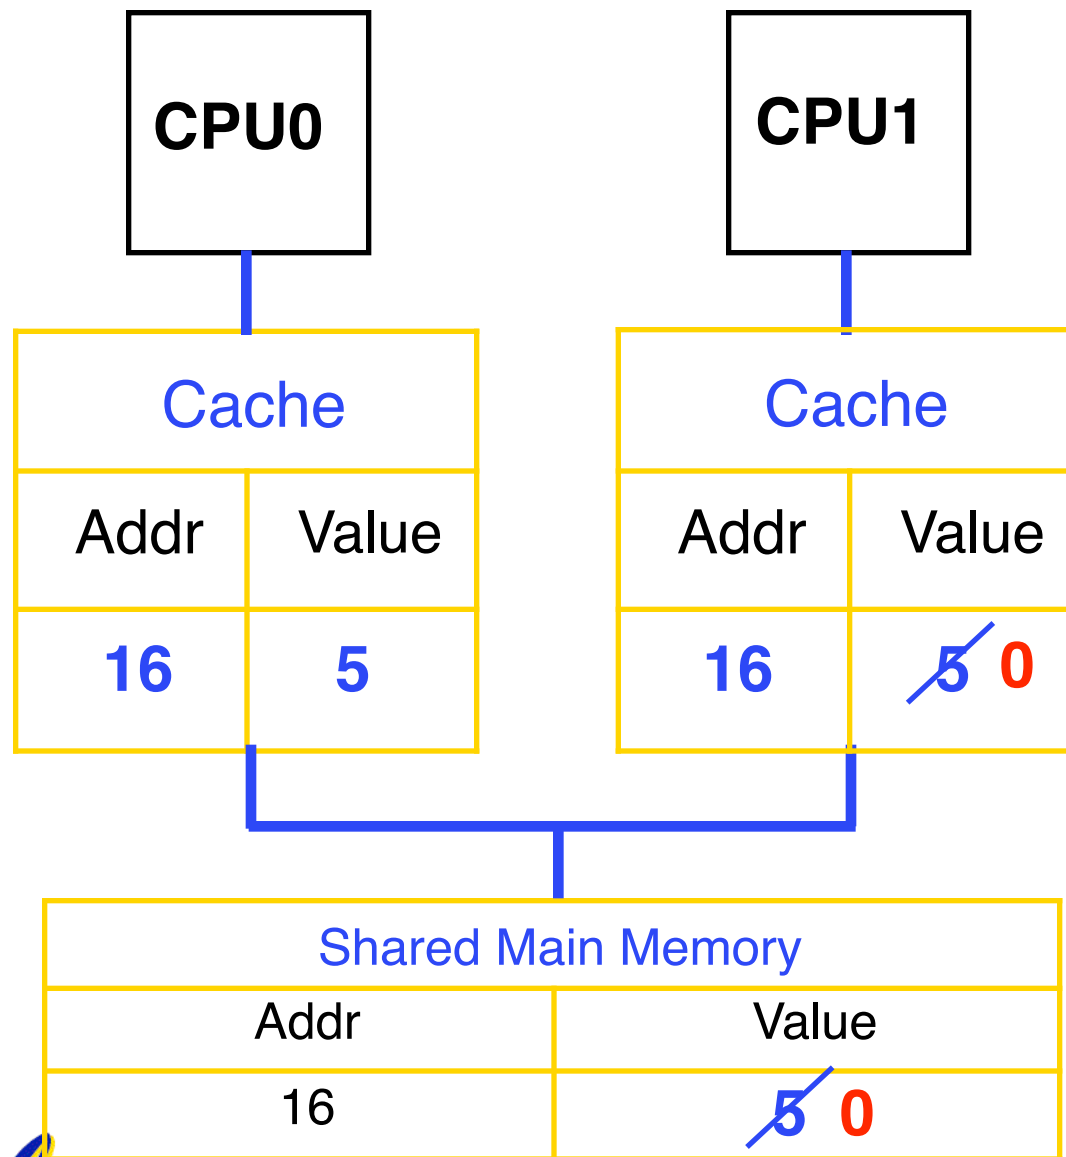 CPU0 CPU1
Cache Cache
Addr Value Addr Value
16 5 16 5 0
Shared Main Memory
Addr Value
16 5 0